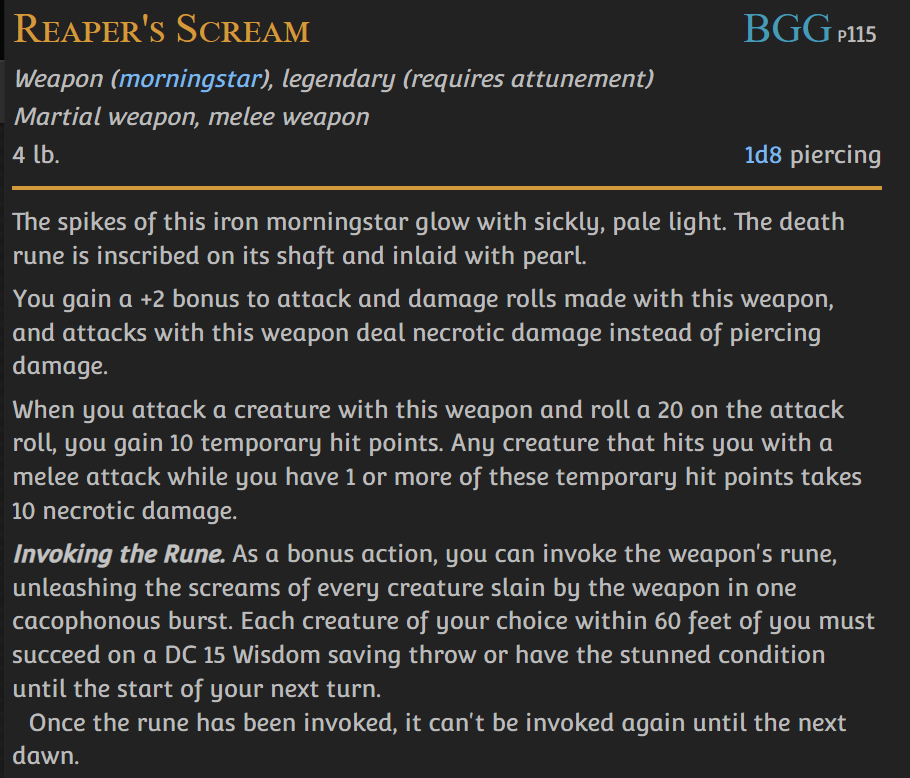 Reaper's Scream BGG P115
Weapon (morningstar), legendary (requires attunement)
Martial weapon, melee weapon
4 lb. 1d8 piercing
The spikes of this iron morningstar glow with sickly, pale light. The death
rune is inscribed on its shaft and inlaid with pearl.
You gain a +2 bonus to attack and damage rolls made with this weapon,
and attacks with this weapon deal necrotic damage instead of piercing
damage.
When you attack a creature with this weapon and roll a 20 on the attack
roll, you gain 10 temporary hit points. Any creature that hits you with a
melee attack while you have 1 or more of these temporary hit points takes
10 necrotic damage.
Invoking the Rune. As a bonus action, you can invoke the weapon's rune,
unleashing the screams of every creature slain by the weapon in one
cacophonous burst. Each creature of your choice within 60 feet of you must
succeed on a DC 15 Wisdom saving throw or have the stunned condition
until the start of your next turn.
Once the rune has been invoked, it can't be invoked again until the next
dawn.